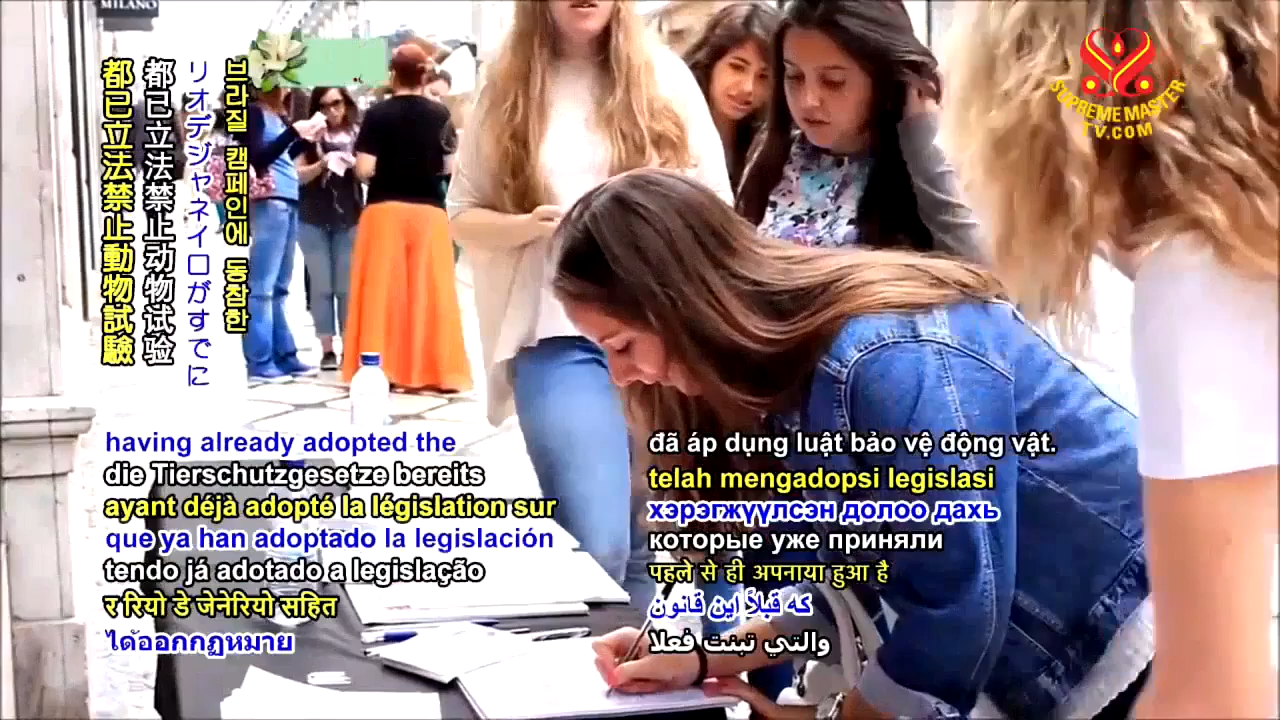 MILANO
SUPREME MASTER
TV.COM
都已立法禁止動物試驗
都已立法禁止动物试验
リオデジャネイロがすでに
브라질 캠페인에 동참한
having already adopted the
die Tierschutzgesetze bereits
ayant déjà adopté la législation sur
que ya han adoptado la legislación
tendo já adotado a legislação
र रियो डे जेनेरियो सहित
ได้ออกกฎหมาย
đã áp dụng luật bảo vệ động vật.
telah mengadopsi legislasi
хэрэгжүүлсэн долоо дахь
которые уже приняли
पहले से ही अपनाया हुआ है
که قبلاً این قانون
والتي تبنت فعلا